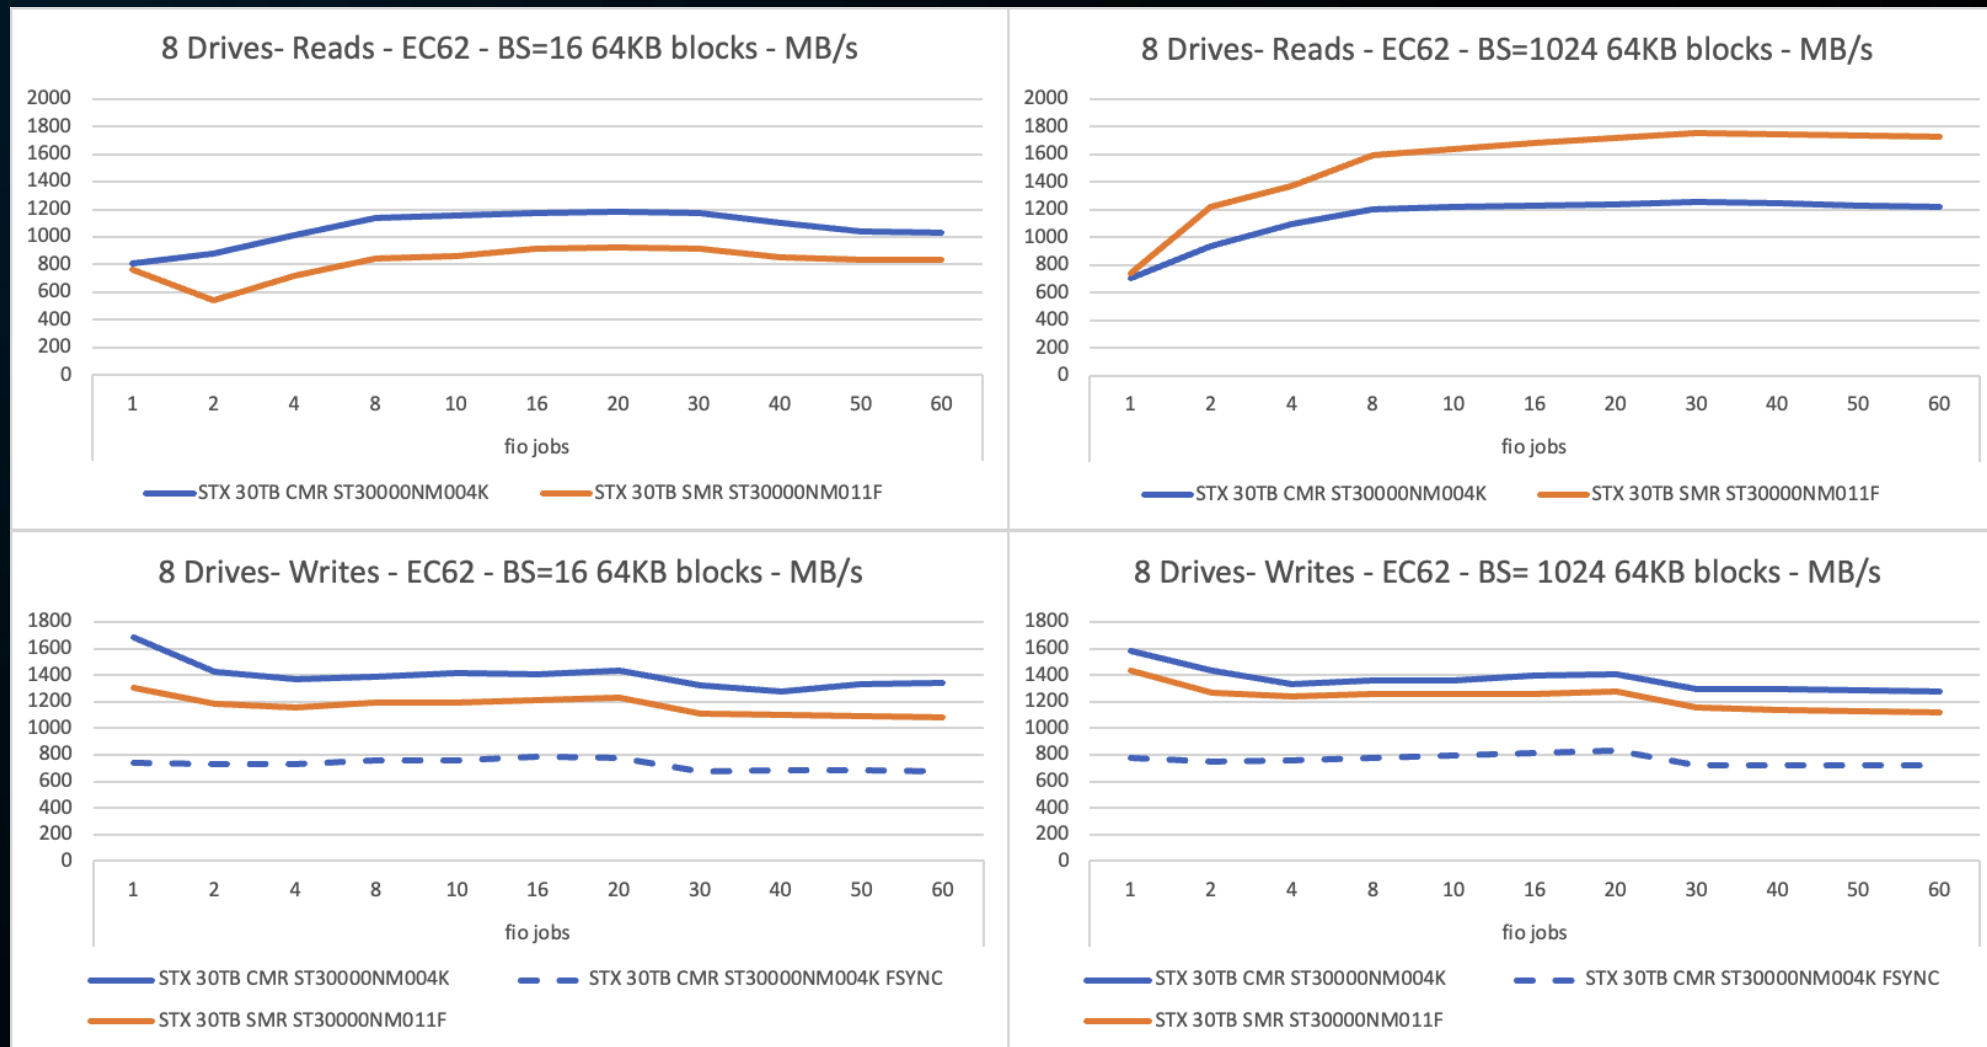 8 Drives- Reads - EC62 - BS=16 64KB blocks - MB/s
2000
1800
1600
1400
1200
1000
800
600
400
200
0
1 2 4 8 10 16 20 30 40 50 60
fio jobs
STX 30TB CMR ST30000NM004K STX 30TB SMR ST30000NM011F
8 Drives- Reads - EC62 - BS=1024 64KB blocks - MB/s
2000
1800
1600
1400
1200
1000
800
600
400
200
0
1 2 4 8 10 16 20 30 40 50 60
fio jobs
STX 30TB CMR ST30000NM004K STX 30TB SMR ST30000NM011F
8 Drives- Writes - EC62 - BS=16 64KB blocks - MB/s
1800
1600
1400
1200
1000
800
600
400
200
0
1 2 4 8 10 16 20 30 40 50 60
fio jobs
STX 30TB CMR ST30000NM004K STX 30TB CMR ST30000NM004K FSYNC
STX 30TB SMR ST30000NM011F
8 Drives- Writes - EC62 - BS= 1024 64KB blocks - MB/s
1800
1600
1400
1200
1000
800
600
400
200
0
1 2 4 8 10 16 20 30 40 50 60
fio jobs
STX 30TB CMR ST30000NM004K STX 30TB CMR ST30000NM004K FSYNC
STX 30TB SMR ST30000NM011F